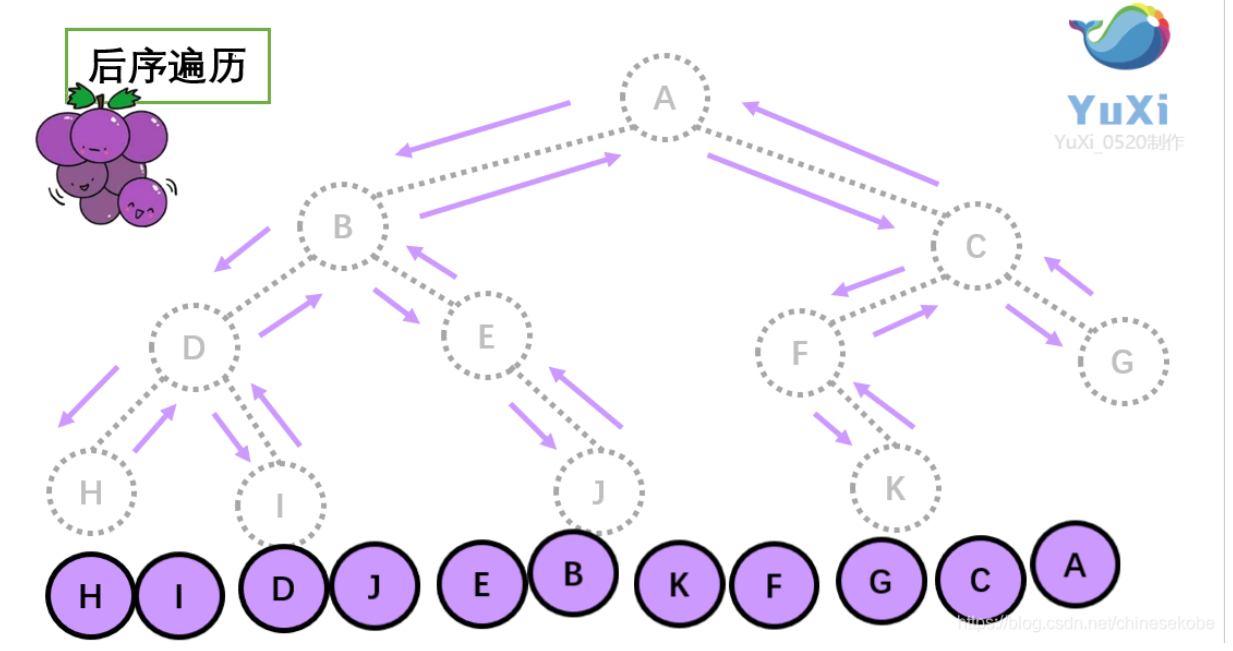 后序遍历
YuXi
YuXi_0520制作
A
B
C
D
E
F
G
H
I
J
K
H I D J E B K F G C A
https://blog.csdn.net/chinesekobe